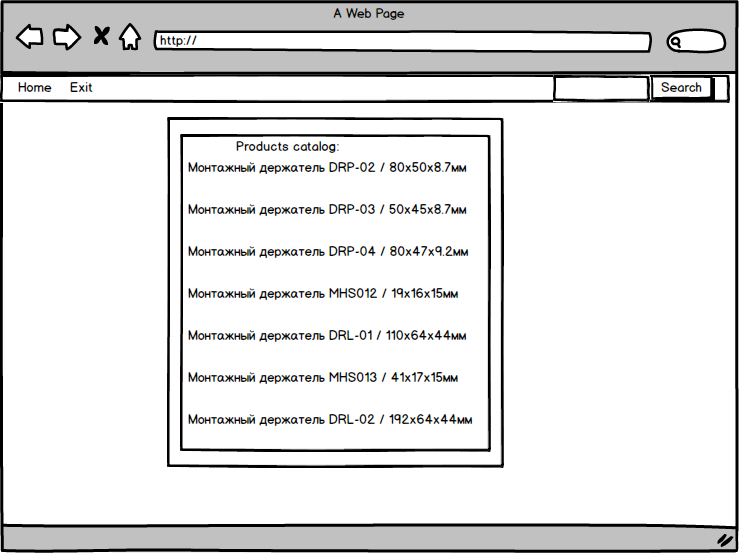 A Web Page
http://
Home Exit Search
Products catalog:
Монтажный держатель DRP-02 / 80x50x8.7мм
Монтажный держатель DRP-03 / 50x45x8.7мм
Монтажный держатель DRP-04 / 80x47x9.2мм
Монтажный держатель MHS012 / 19x16x15мм
Монтажный держатель DRL-01 / 110x64x44мм
Монтажный держатель MHS013 / 41x17x15мм
Монтажный держатель DRL-02 / 192x64x44мм